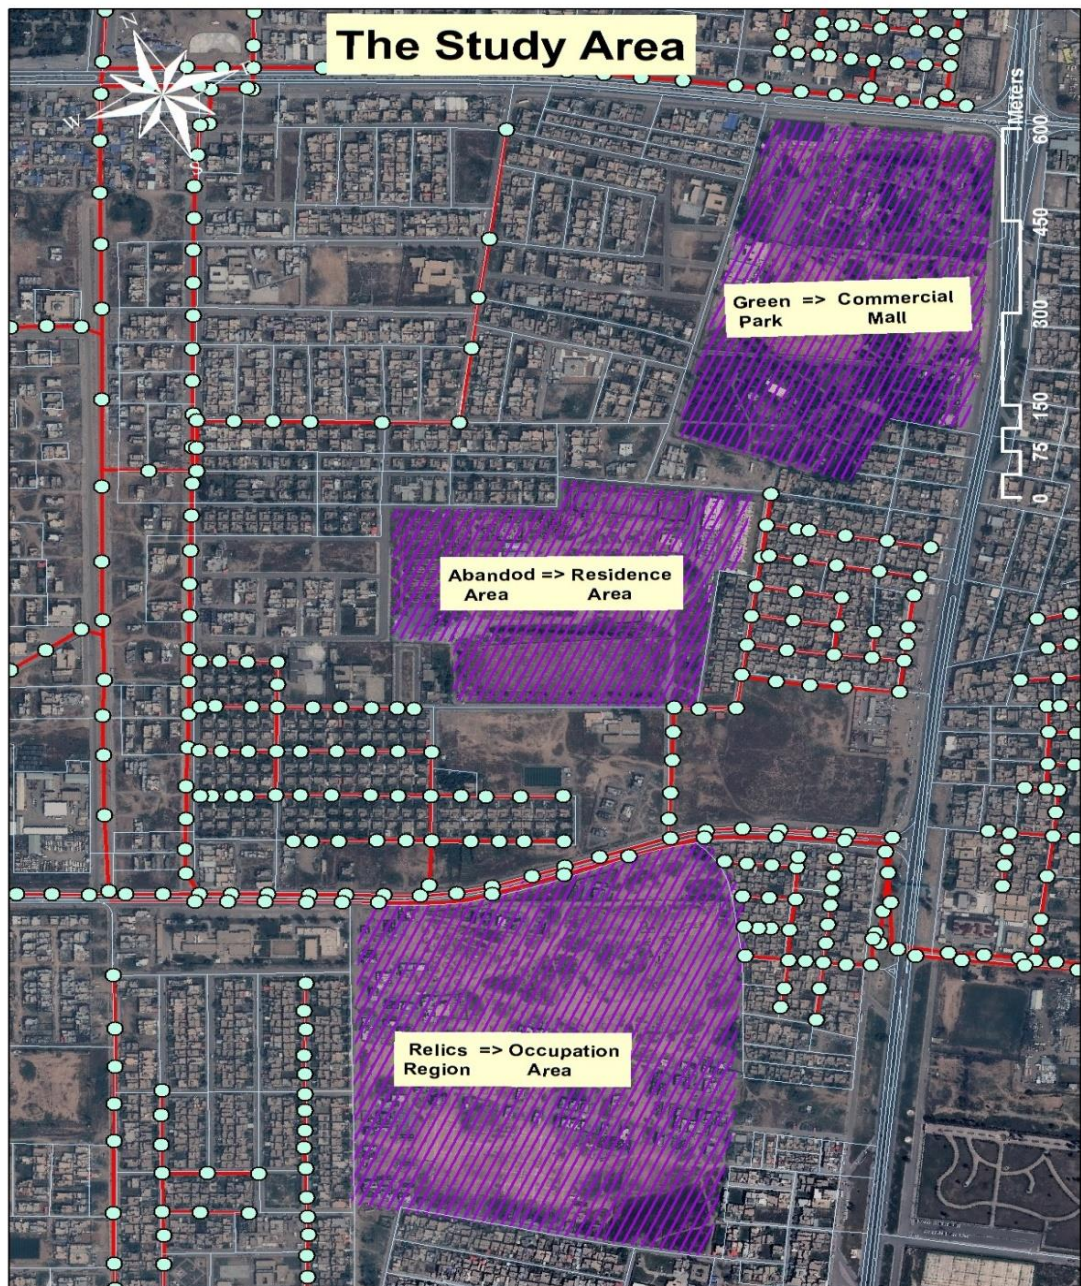 The Study Area
N
W
S
Meters
600
450
300
150
75
0
Green => Commercial
Park Mall
Abandod => Residence
Area Area
Relics => Occupation
Region Area